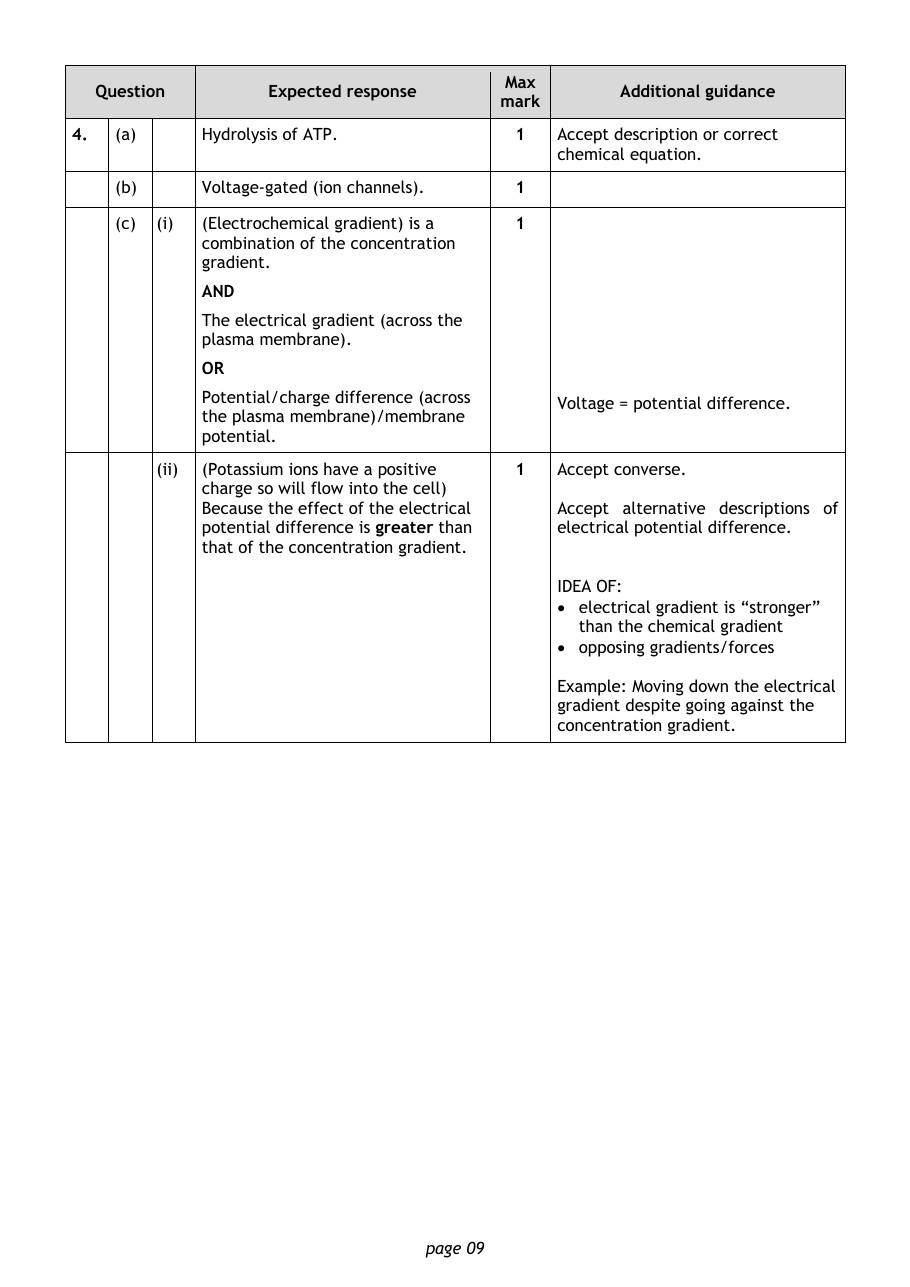 Question Expected response Max mark Additional guidance
4. (a) Hydrolysis of ATP. 1 Accept description or correct
chemical equation.
(b) Voltage-gated (ion channels). 1
(c) (i) (Electrochemical gradient) is a 1
combination of the concentration
gradient.
AND
The electrical gradient (across the
plasma membrane).
OR
Potential/charge difference (across
the plasma membrane)/membrane
potential.
Voltage = potential difference.
(ii) (Potassium ions have a positive
charge so will flow into the cell)
Because the effect of the electrical
potential difference is greater than
that of the concentration gradient.
1
Accept converse.
Accept alternative descriptions of
electrical potential difference.
IDEA OF:
• electrical gradient is “stronger”
than the chemical gradient
• opposing gradients/forces
Example: Moving down the electrical
gradient despite going against the
concentration gradient.
page 09